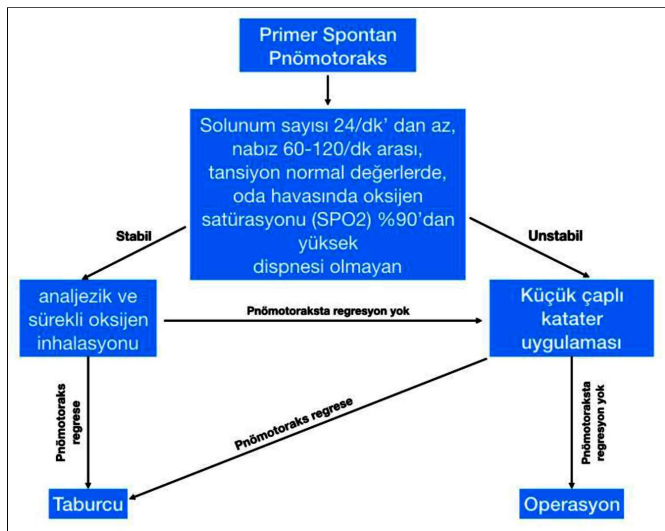 Primer Spontan
Pnömotoraks
Solunum sayısı 24/dk' dan az,
nabız 60-120/dk arası,
tansiyon normal değerlerde,
oda havasında oksijen
satürasyonu (SPO2) %90'dan
yüksek
dispnesi olmayan
Stabil
Unstabil
analjezik ve
sürekli oksijen
inhalasyonu
Pnömotoraksta regresyon yok
Küçük çaplı
katater
uygulaması
Pnömotoraks
regrese
Pnömotoraks regrese
Pnömotoraksta
regresyon yok
Taburcu
Operasyon